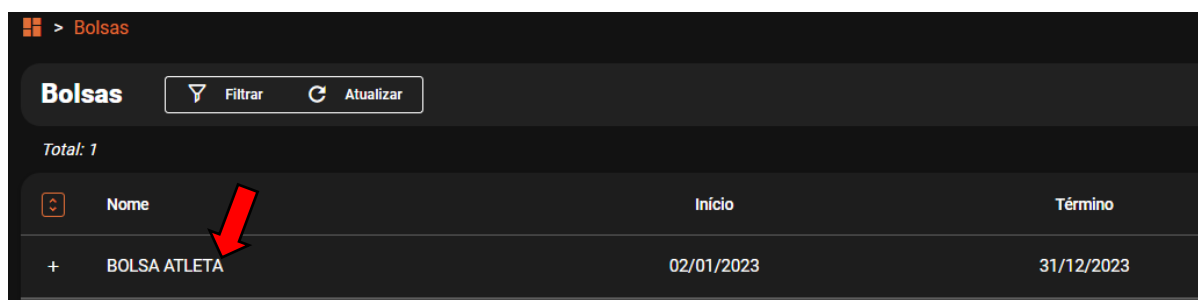 > Bolsas
Bolsas Filtrar Atualizar
Total: 1
Nome Início Término
+ BOLSA ATLETA 02/01/2023 31/12/2023